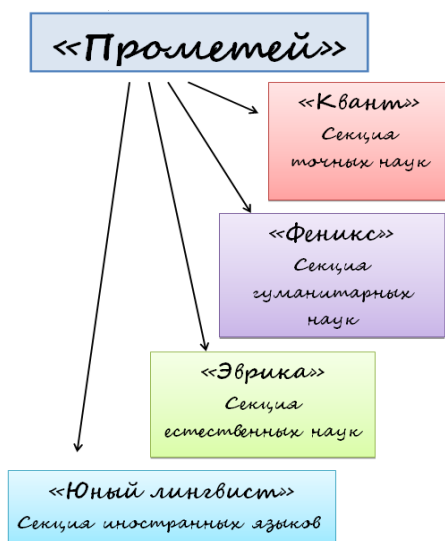 «Прометей»
«Квант»
Секция
точных наук
«Феникс»
Секция
гуманитарных
наук
«Эврика»
Секция
естественных наук
«Юный лингвист»
Секция иностранных языков